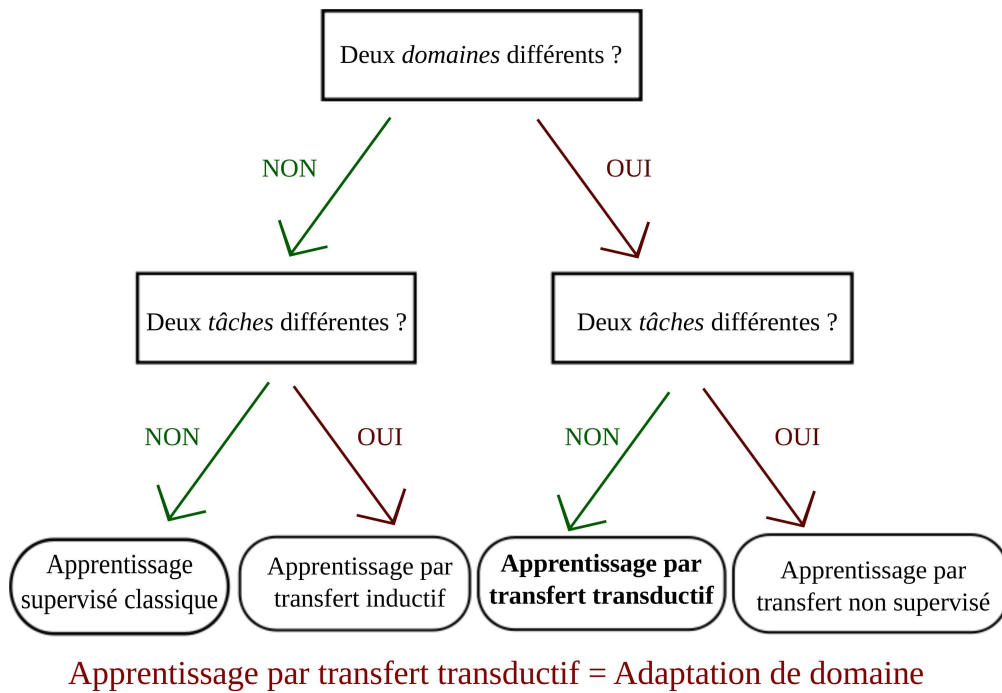 Deux domaines différents ?
NON
OUI
Deux tâches différentes ?
Deux tâches différentes ?
NON
OUI
NON
OUI
Apprentissage
supervisé classique
Apprentissage par
transfert inductif
Apprentissage par
transfert transductif
Apprentissage par
transfert non supervisé
Apprentissage par transfert transductif = Adaptation de domaine